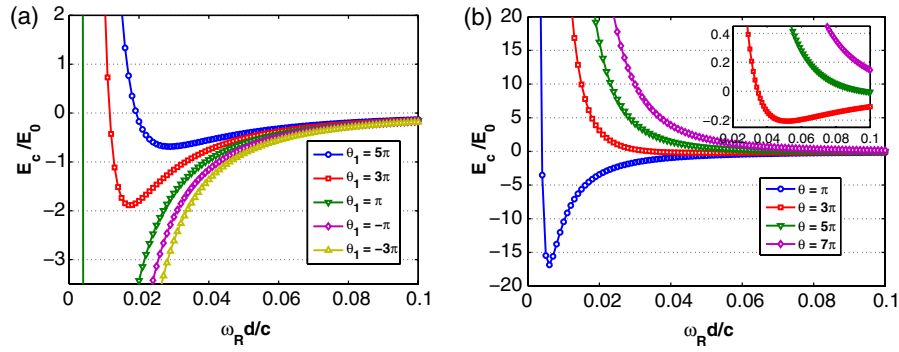 (a)
E_c/E_0
0
-1
-2
-3
0
0.02
0.04
0.06
0.08
0.1
ω_R d/c
θ_1 = 5π
θ_1 = 3π
θ_1 = π
θ_1 = −π
θ_1 = −3π
(b)
E_c/E_0
20
15
10
5
0
−5
−10
−15
−20
0
0.02
0.04
0.06
0.08
0.1
ω_R d/c
θ = π
θ = 3π
θ = 5π
θ = 7π
0.4
0.2
0
−0.2
0.02
0.04
0.06
0.08
0.1